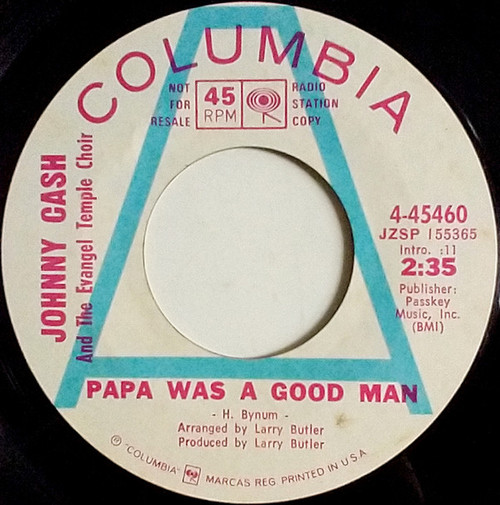 COLUMBIA
NOT
FOR
RESALE
45
RPM
RADIO
STATION
COPY
JOHNNY CASH
And The Evangel Temple Choir
4-45460
JZSP 155365
Intro. :11
2:35
Publisher:
Passkey
Music, Inc.
(BMI)
PAPA WAS A GOOD MAN
- H. Bynum -
Arranged by Larry Butler
Produced by Larry Butler
℗ "COLUMBIA" MARCAS REG. PRINTED IN U.S.A